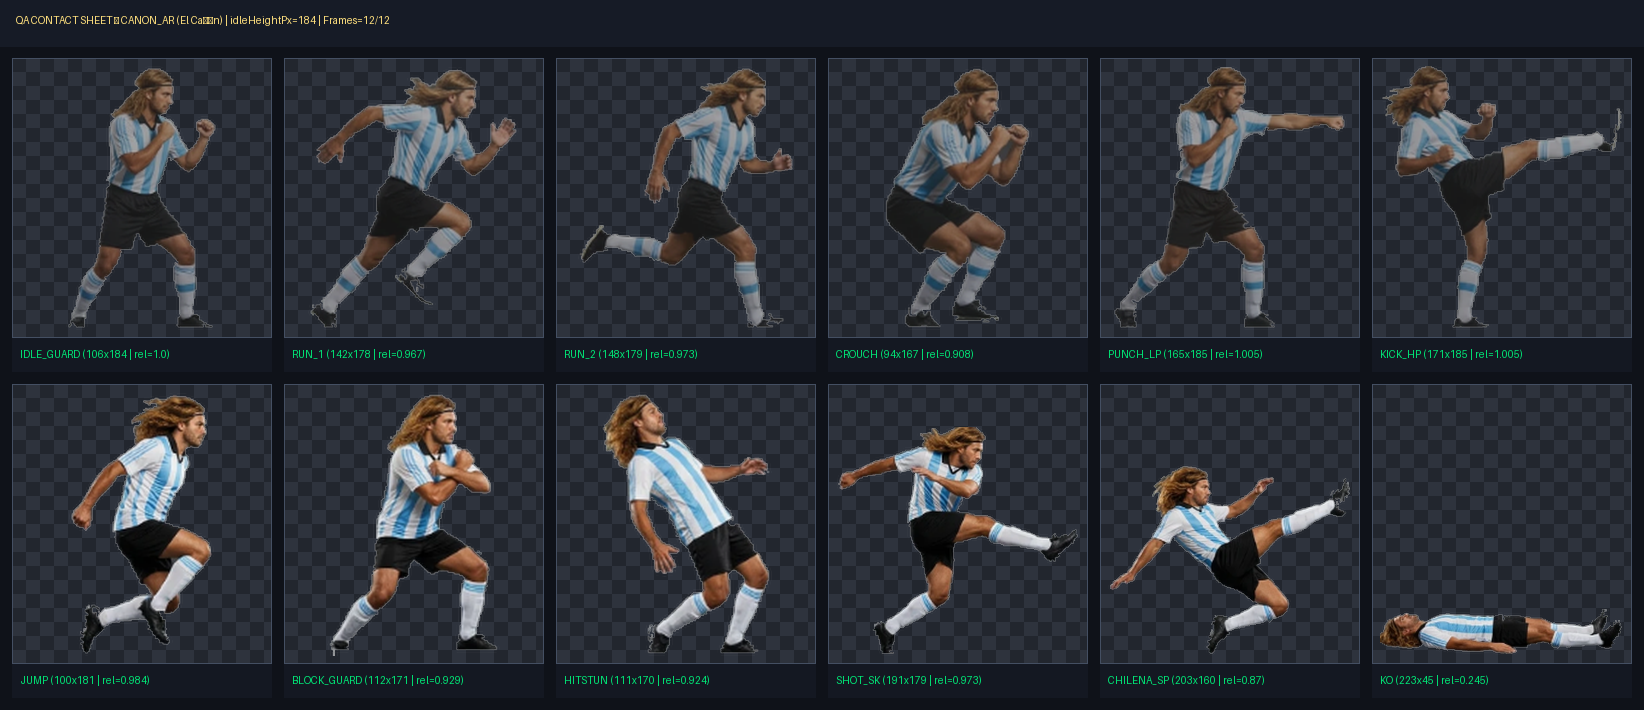 QA CONTACT SHEET CANON_AR (El Ca n) | idleHeightPx=184 | Frames=12/12
IDLE_GUARD (106x184 | rel=1.0)
RUN_1 (142x178 | rel=0.967)
RUN_2 (148x179 | rel=0.973)
CROUCH (94x167 | rel=0.908)
PUNCH_LP (165x185 | rel=1.005)
KICK_HP (171x185 | rel=1.005)
JUMP (100x181 | rel=0.984)
BLOCK_GUARD (112x171 | rel=0.929)
HITSTUN (111x170 | rel=0.924)
SHOT_SK (191x179 | rel=0.973)
CHILENA_SP (203x160 | rel=0.87)
KO (223x45 | rel=0.245)